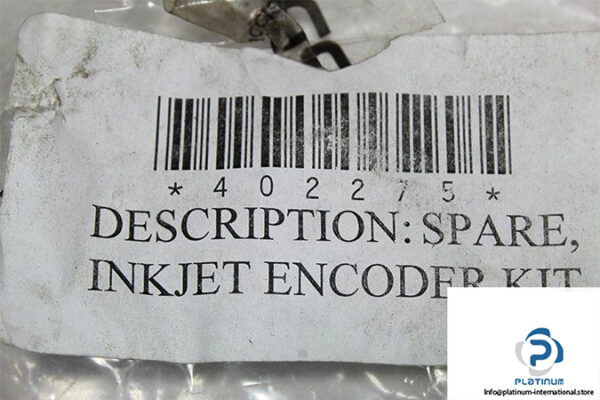 *402275*
DESCRIPTION: SPARE,
INKJET ENCODER KIT
PLATINUM
Info@platinum-international.store